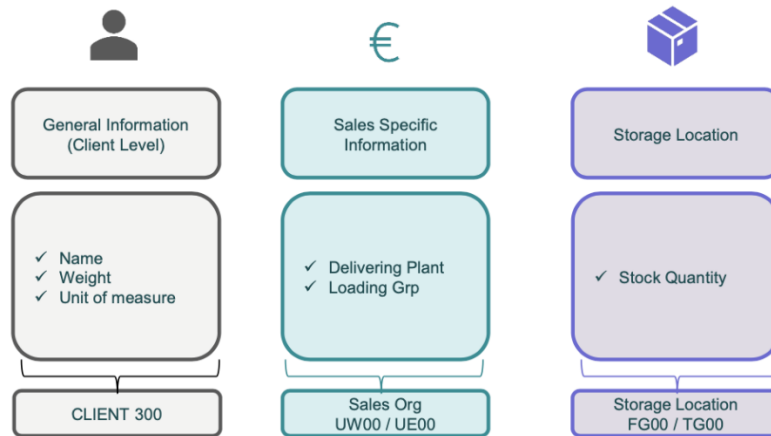 €
General Information
(Client Level)
Sales Specific
Information
Storage Location
✓ Name
✓ Weight
✓ Unit of measure
✓ Delivering Plant
✓ Loading Grp
✓ Stock Quantity
CLIENT 300
Sales Org
UW00 / UE00
Storage Location
FG00 / TG00